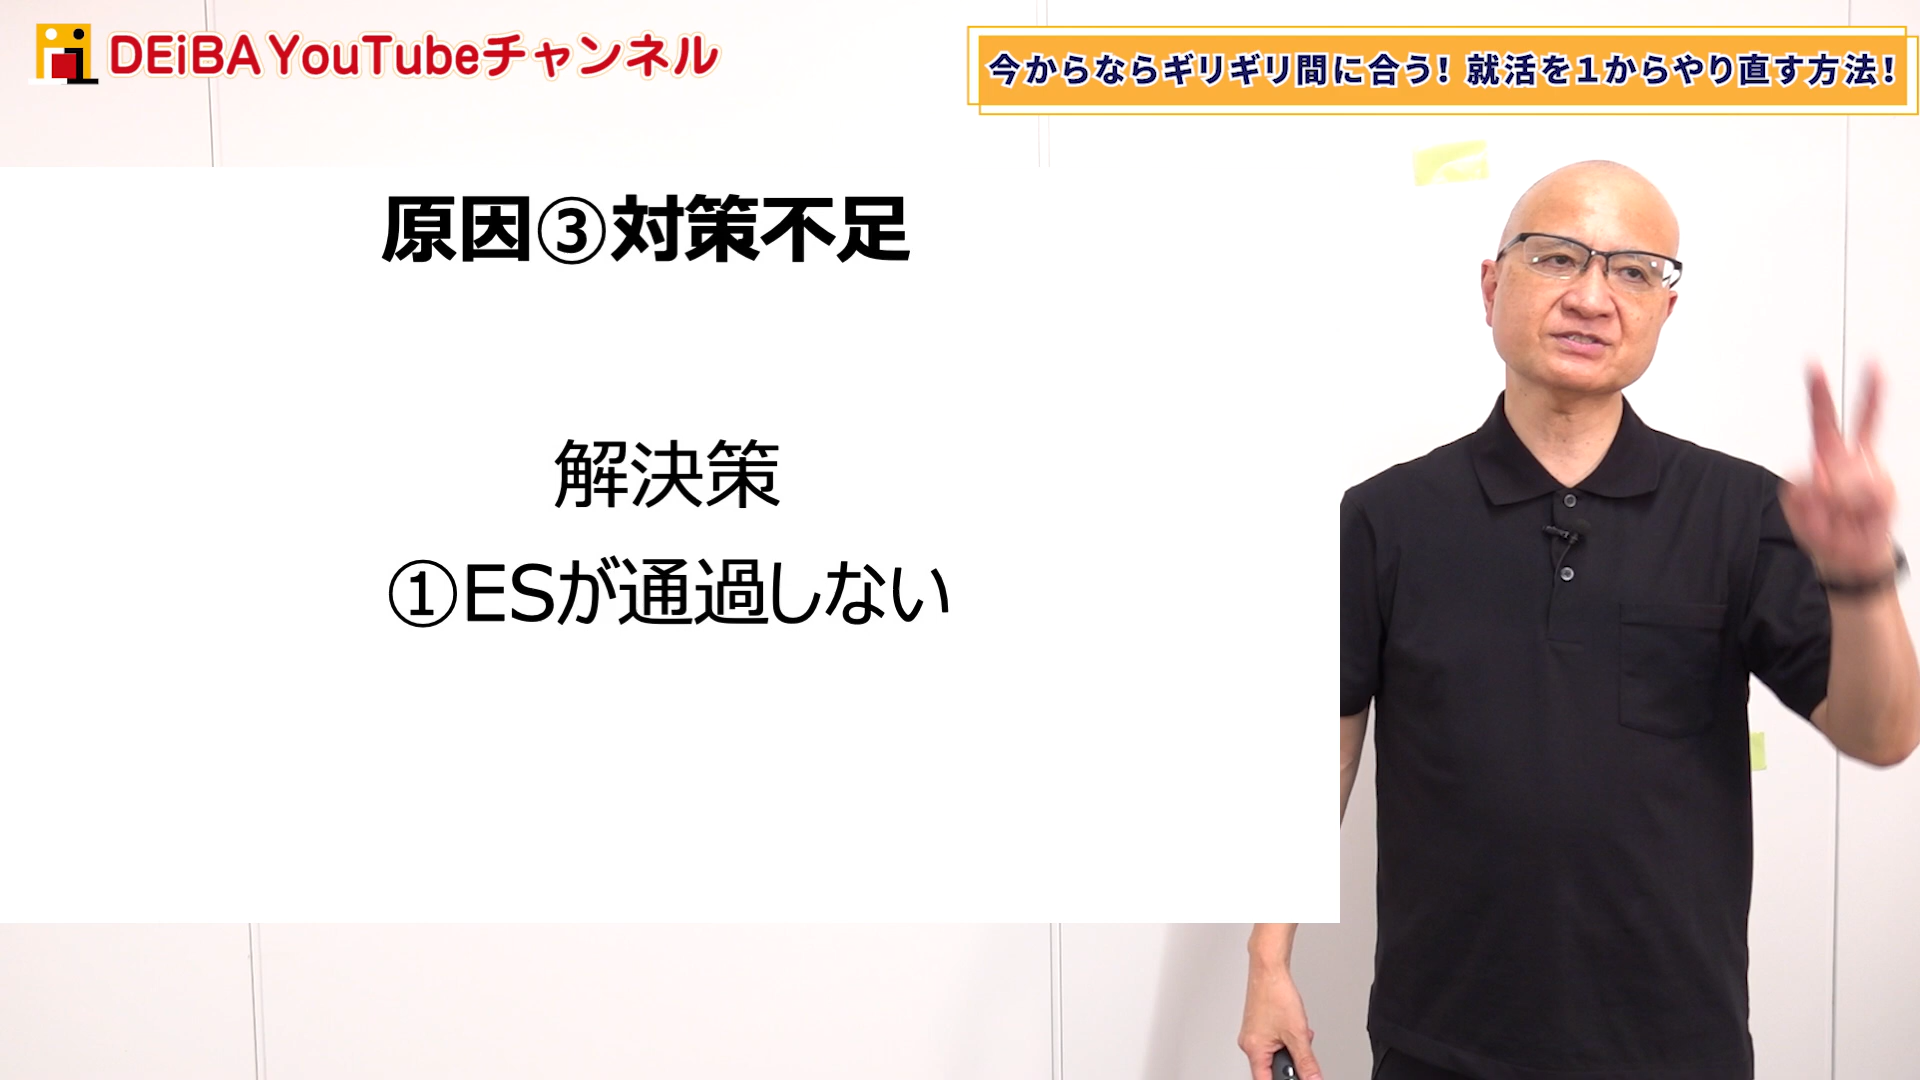 DEiBA YouTubeチャンネル
今からならギリギリ間に合う！就活を1からやり直す方法！
原因③対策不足
解決策
①ESが通過しない